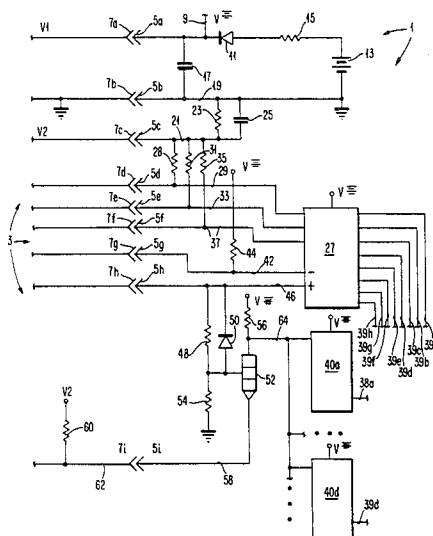 V1
7a
5a
9
V
11
15
1
13
17
7b
5b
19
23
25
V2
7c
5c
21
28
31
35
V
V
7d
5d
29
7e
5e
33
3
7f
5f
37
27
7g
5g
44
42
−
7h
5h
46
+
39h
39g
39f
39e
39d
39c
39b
39
48
50
56
64
V
52
40a
38a
54
V2
60
V
40d
39d
7i
5i
62
58